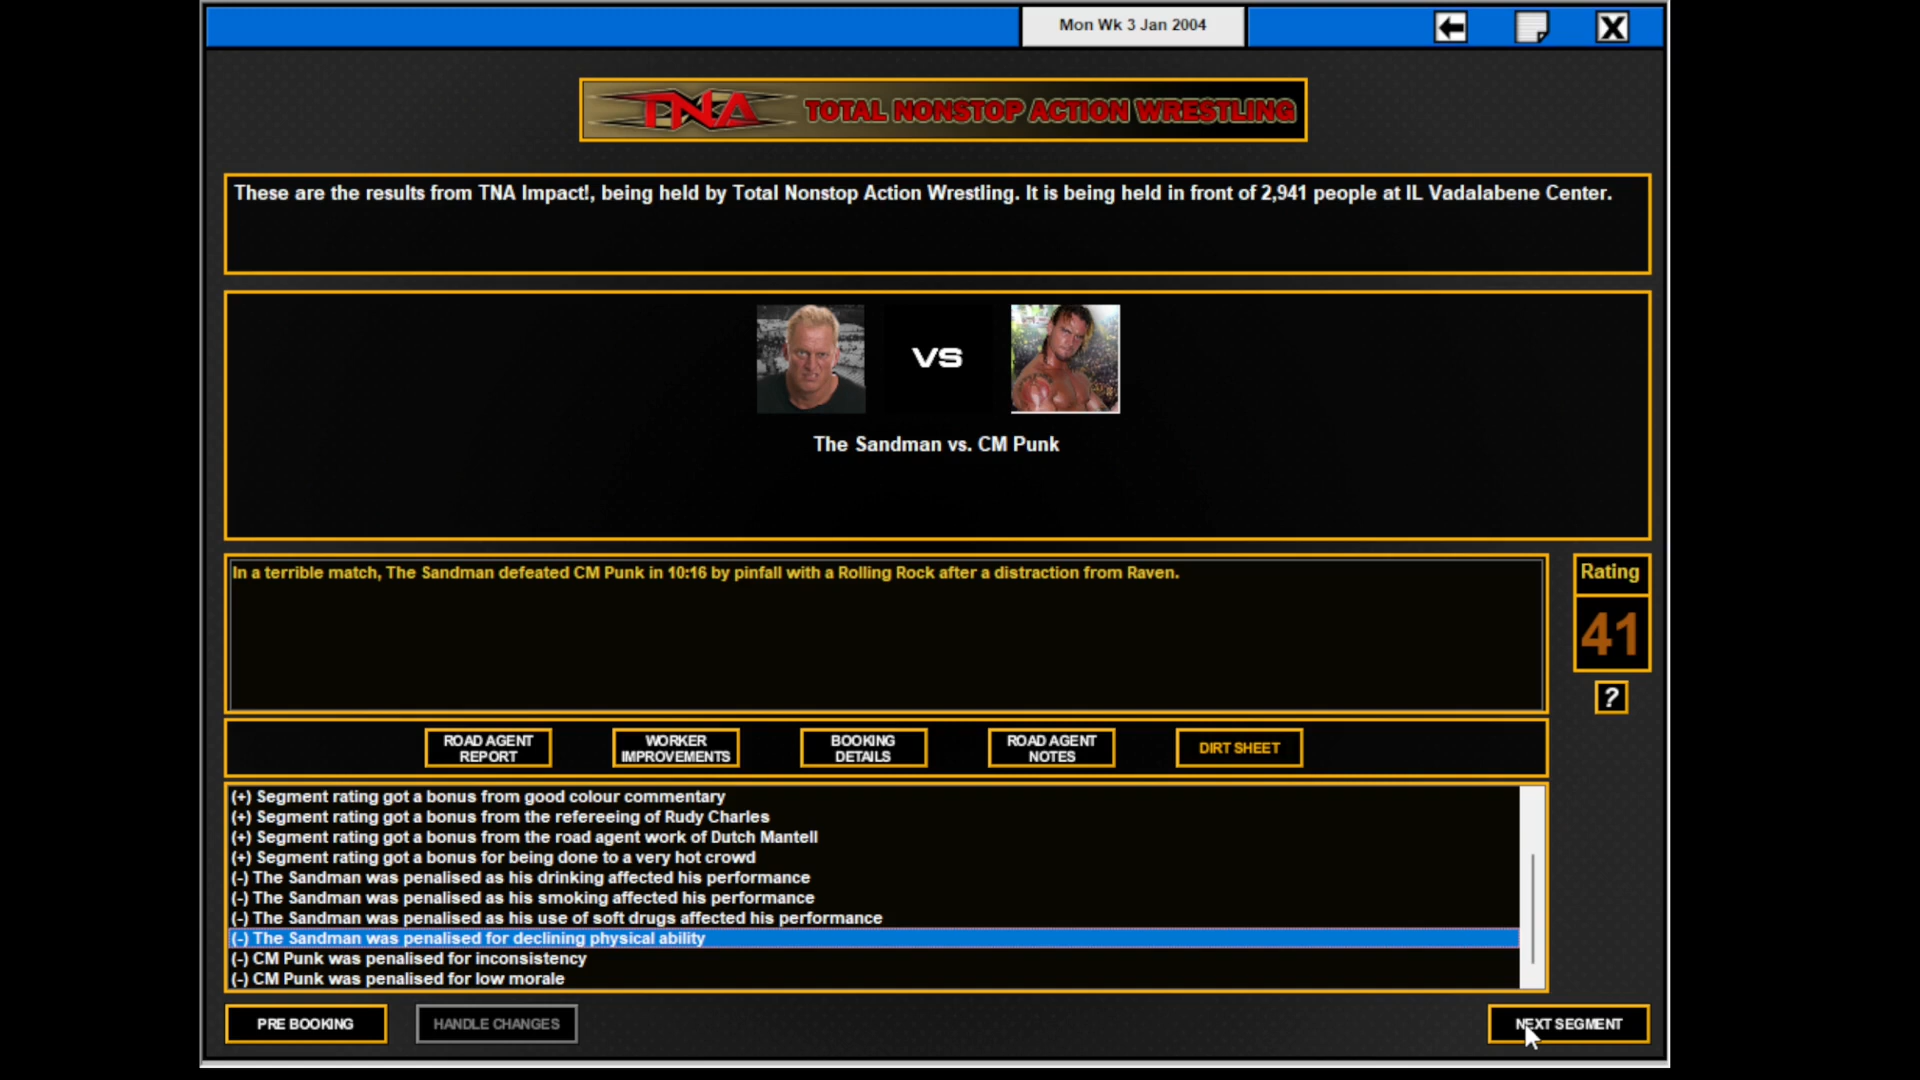 Mon Wk 3 Jan 2004
TNA TOTAL NONSTOP ACTION WRESTLING
These are the results from TNA Impact!, being held by Total Nonstop Action Wrestling. It is being held in front of 2,941 people at IL Vadalabene Center.
VS
The Sandman vs. CM Punk
In a terrible match, The Sandman defeated CM Punk in 10:16 by pinfall with a Rolling Rock after a distraction from Raven.
Rating
41
?
ROAD AGENT REPORT
WORKER IMPROVEMENTS
BOOKING DETAILS
ROAD AGENT NOTES
DIRT SHEET
(+) Segment rating got a bonus from good colour commentary
(+) Segment rating got a bonus from the refereeing of Rudy Charles
(+) Segment rating got a bonus from the road agent work of Dutch Mantell
(+) Segment rating got a bonus for being done to a very hot crowd
(-) The Sandman was penalised as his drinking affected his performance
(-) The Sandman was penalised as his smoking affected his performance
(-) The Sandman was penalised as his use of soft drugs affected his performance
(-) The Sandman was penalised for declining physical ability
(-) CM Punk was penalised for inconsistency
(-) CM Punk was penalised for low morale
PRE BOOKING
HANDLE CHANGES
NEXT SEGMENT